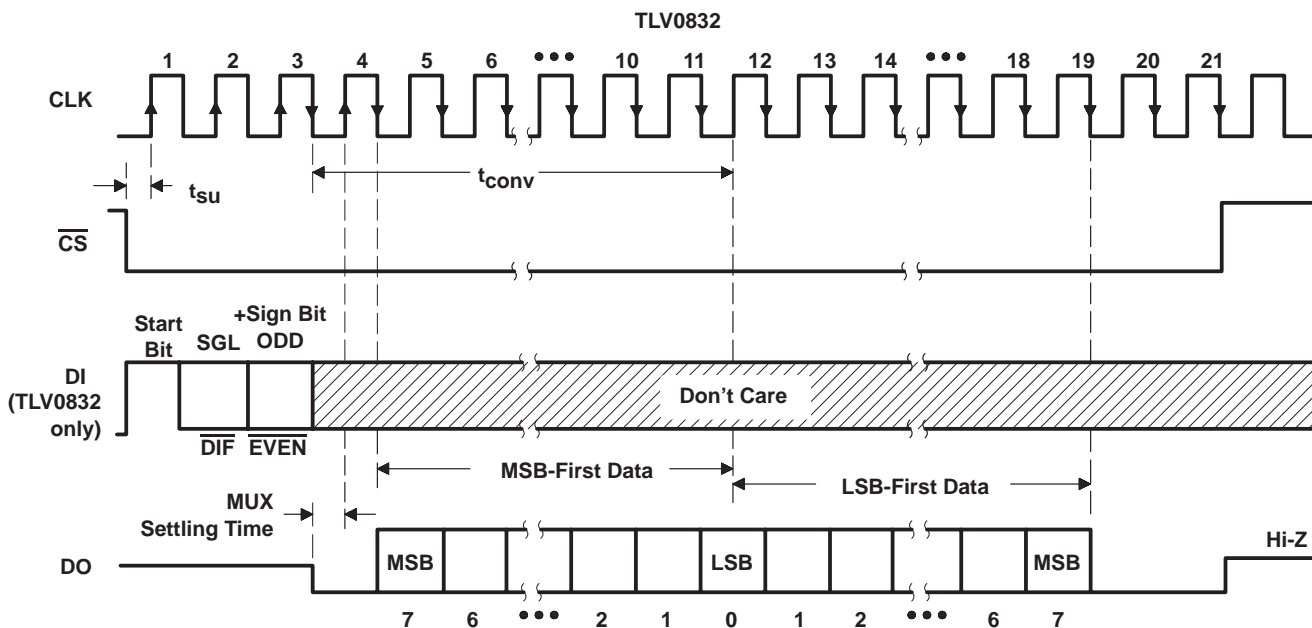 TLV0832
1 2 3 4 5 6 ••• 10 11 12 13 14 ••• 18 19 20 21
CLK
tsu
tconv
CS
Start Bit
SGL
+Sign Bit
ODD
DI
(TLV0832
only)
Don't Care
DIF EVEN
MSB-First Data
LSB-First Data
MUX
Settling Time
Hi-Z
DO
MSB LSB MSB
7 6 ••• 2 1 0 1 2 ••• 6 7